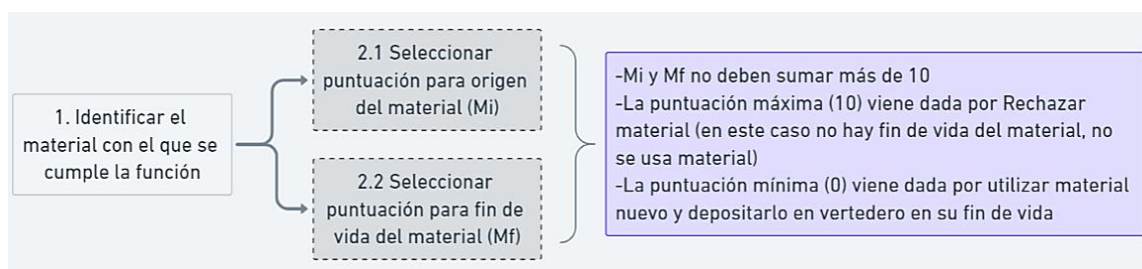 1. Identificar el
material con el que se
cumple la función
2.1 Seleccionar
puntuación para origen
del material (Mi)
2.2 Seleccionar
puntuación para fin de
vida del material (Mf)
-Mi y Mf no deben sumar más de 10
-La puntuación máxima (10) viene dada por Rechazar
material (en este caso no hay fin de vida del material, no
se usa material)
-La puntuación mínima (0) viene dada por utilizar material
nuevo y depositarlo en vertedero en su fin de vida